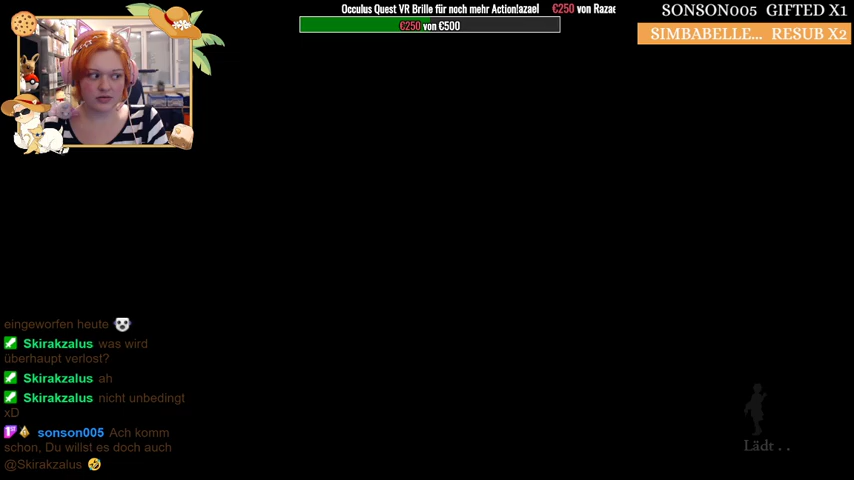 Occulus Quest VR Brille für noch mehr Action!azael €250 von Razae
€250 von €500
SONSON005 GIFTED X1
SIMBABELLE... RESUB X2
eingeworfen heute
Skirakzalus was wird
überhaupt verlost?
Skirakzalus ah
Skirakzalus nicht unbedingt
xD
sonson005 Ach komm
schon, Du willst es doch auch
@Skirakzalus
Lädt . .